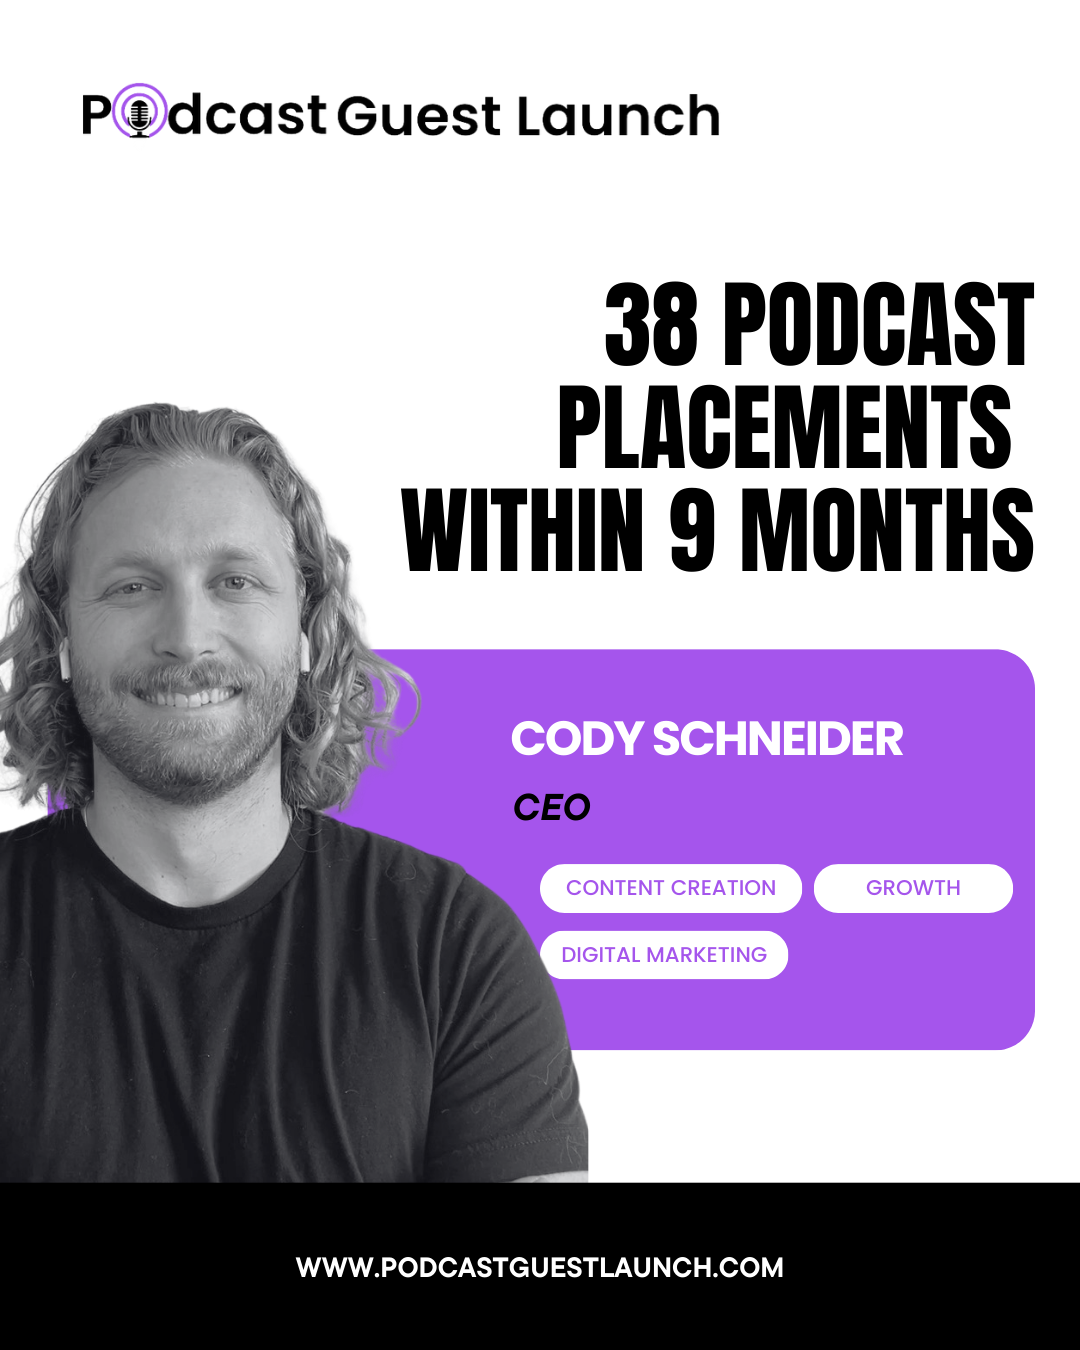 Podcast Guest Launch
38 PODCAST
PLACEMENTS
WITHIN 9 MONTHS
CODY SCHNEIDER
CEO
CONTENT CREATION
GROWTH
DIGITAL MARKETING
WWW.PODCASTGUESTLAUNCH.COM